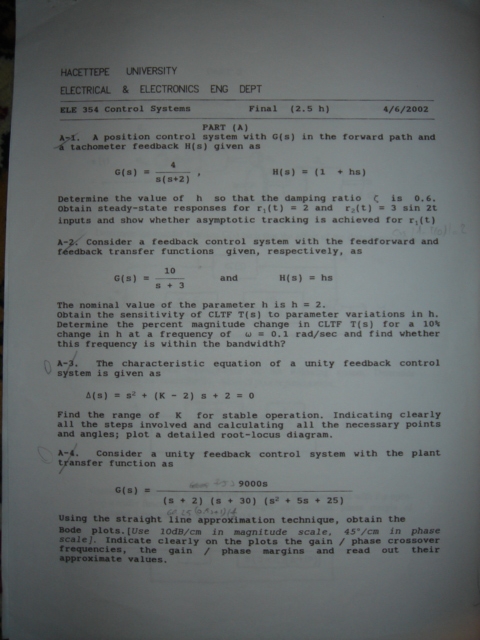 HACETTEPE UNIVERSITY
ELECTRICAL & ELECTRONICS ENG DEPT
ELE 354 Control Systems Final (2.5 h) 4/6/2002
PART (A)
A-1. A position control system with G(s) in the forward path and
a tachometer feedback H(s) given as
G(s) = 4 / s(s+2) , H(s) = (1 + hs)
Determine the value of h so that the damping ratio ζ is 0.6.
Obtain steady-state responses for r₁(t) = 2 and r₂(t) = 3 sin 2t
inputs and show whether asymptotic tracking is achieved for r₁(t)
A-2. Consider a feedback control system with the feedforward and
feedback transfer functions given, respectively, as
G(s) = 10 / s + 3 and H(s) = hs
The nominal value of the parameter h is h = 2.
Obtain the sensitivity of CLTF T(s) to parameter variations in h.
Determine the percent magnitude change in CLTF T(s) for a 10%
change in h at a frequency of ω = 0.1 rad/sec and find whether
this frequency is within the bandwidth?
A-3. The characteristic equation of a unity feedback control
system is given as
Δ(s) = s² + (K - 2) s + 2 = 0
Find the range of K for stable operation. Indicating clearly
all the steps involved and calculating all the necessary points
and angles; plot a detailed root-locus diagram.
A-4. Consider a unity feedback control system with the plant
transfer function as
G(s) = 9000s / (s + 2) (s + 30) (s² + 5s + 25)
Using the straight line approximation technique, obtain the
Bode plots.[Use 10dB/cm in magnitude scale, 45°/cm in phase
scale]. Indicate clearly on the plots the gain / phase crossover
frequencies, the gain / phase margins and read out their
approximate values.